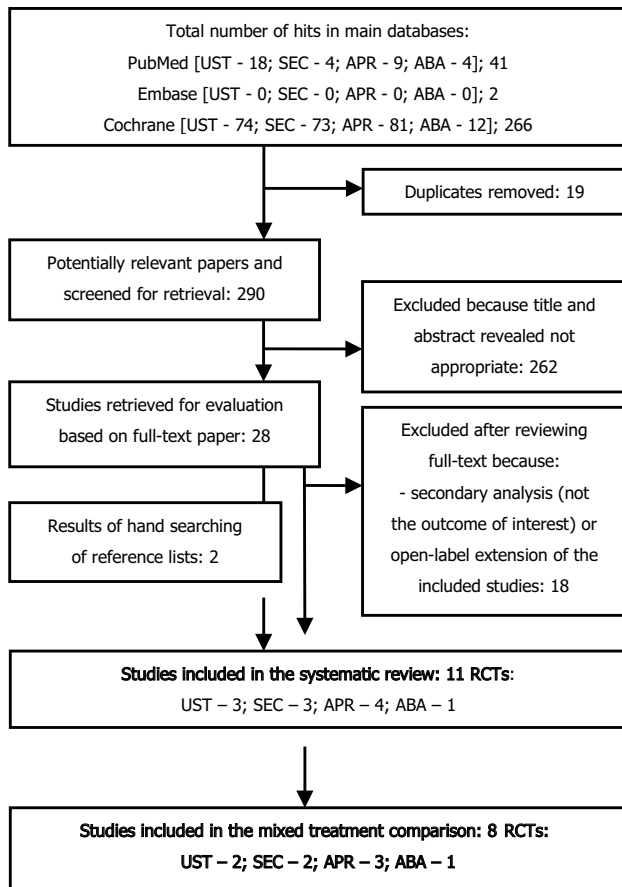 Total number of hits in main databases:
PubMed [UST - 18; SEC - 4; APR - 9; ABA - 4]; 41
Embase [UST - 0; SEC - 0; APR - 0; ABA - 0]; 2
Cochrane [UST - 74; SEC - 73; APR - 81; ABA - 12]; 266
Duplicates removed: 19
Potentially relevant papers and
screened for retrieval: 290
Excluded because title and
abstract revealed not
appropriate: 262
Studies retrieved for evaluation
based on full-text paper: 28
Excluded after reviewing
full-text because:
- secondary analysis (not
the outcome of interest) or
open-label extension of the
included studies: 18
Results of hand searching
of reference lists: 2
Studies included in the systematic review: 11 RCTs:
UST – 3; SEC – 3; APR – 4; ABA – 1
Studies included in the mixed treatment comparison: 8 RCTs:
UST-2; SEC-2; APR-3; ABA-1